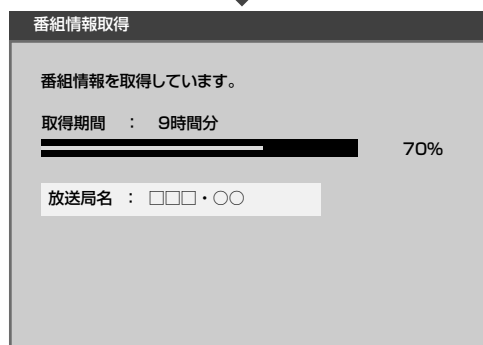 番組情報取得
番組情報を取得しています。
取得期間 ： 9時間分
70%
放送局名 ： □□□・○○